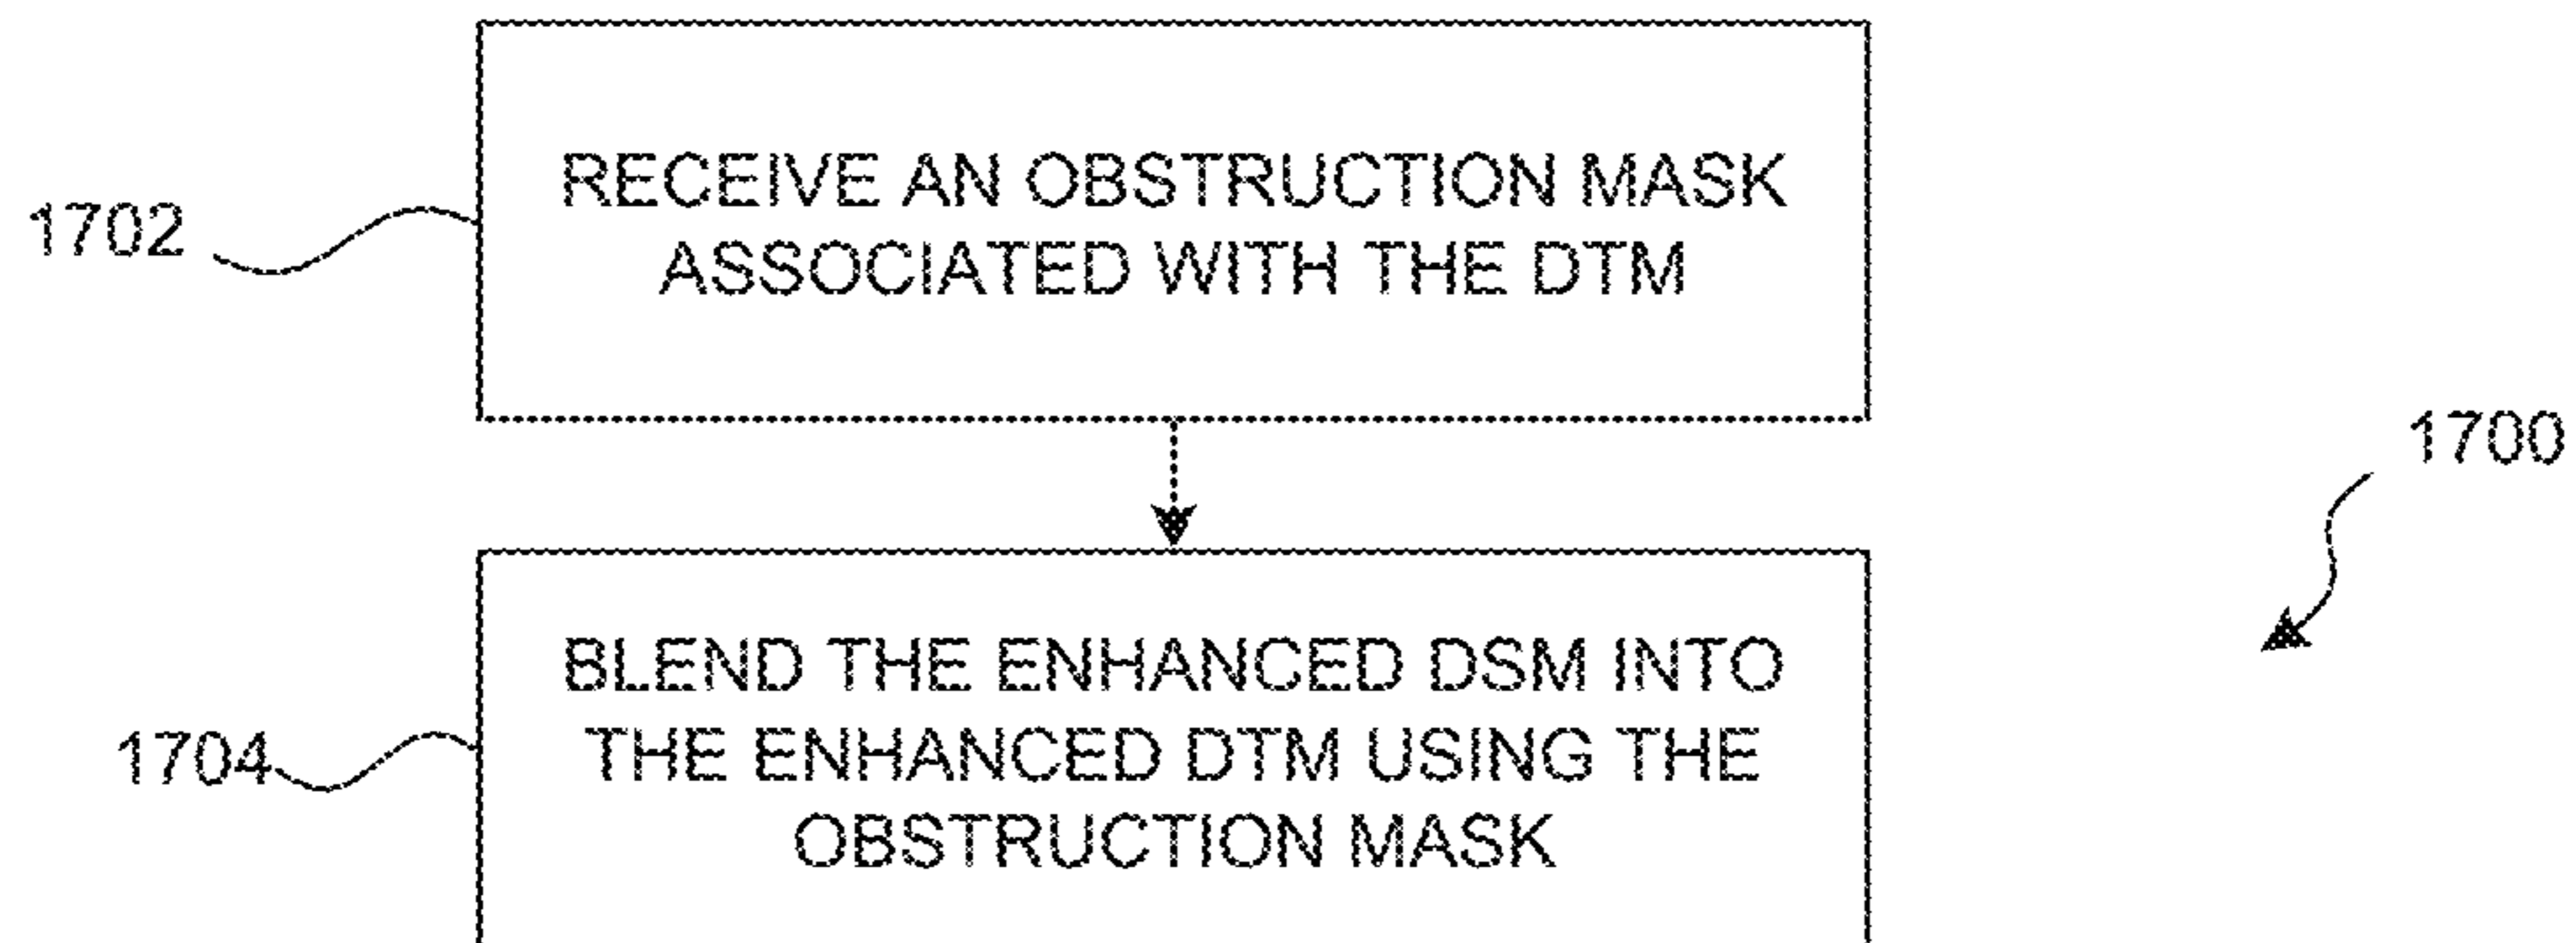 RECEIVE AN OBSTRUCTION MASK
ASSOCIATED WITH THE DTM
1702
1700
BLEND THE ENHANCED DSM INTO
THE ENHANCED DTM USING THE
OBSTRUCTION MASK
1704